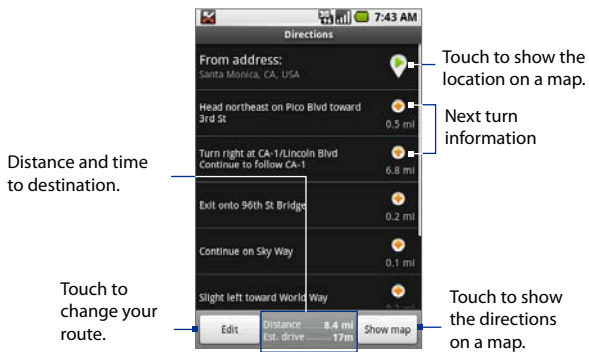 3G
7:43 AM
Directions
From address:
Santa Monica, CA, USA
Touch to show the
location on a map.
Head northeast on Pico Blvd toward
3rd St
0.5 mi
Next turn
information
Turn right at CA-1/Lincoln Blvd
Continue to follow CA-1
6.8 mi
Distance and time
to destination.
Exit onto 96th St Bridge
0.2 mi
Continue on Sky Way
0.1 mi
Slight left toward World Way
Touch to
change your
route.
Edit
Distance ..... 8.4 mi
Est. drive ....... 17m
Show map
Touch to show
the directions
on a map.